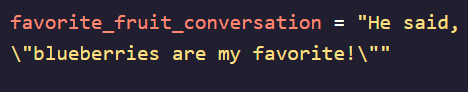 favorite_fruit_conversation = "He said,
\"blueberries are my favorite!\""